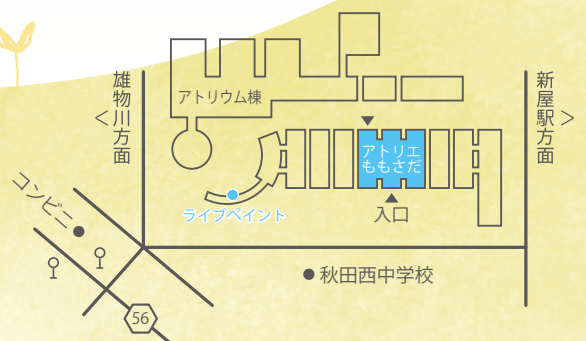 アトリウム棟
雄物川方面
<
新屋駅方面
>
アトリエ
ももさだ
入口
ライブペイント
コンビニ
秋田西中学校
56